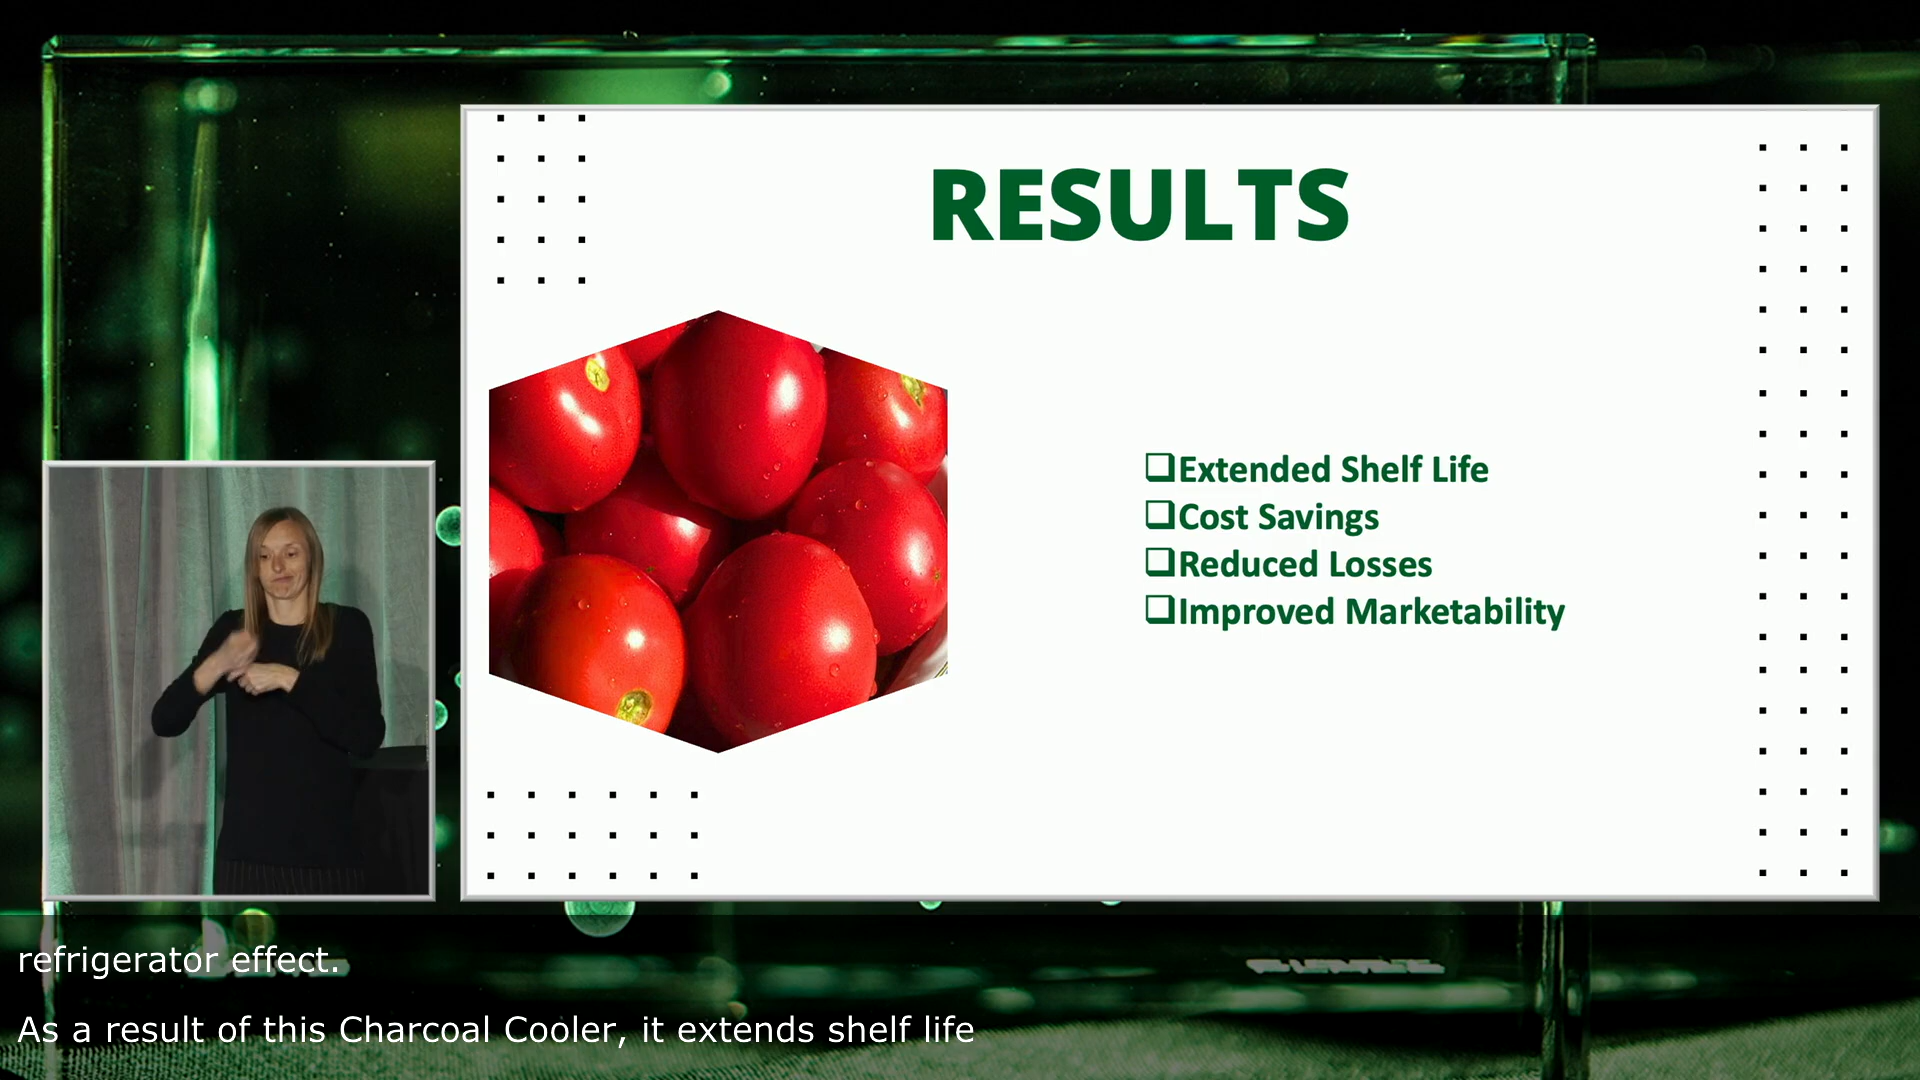 RESULTS
❑Extended Shelf Life
❑Cost Savings
❑Reduced Losses
❑Improved Marketability
refrigerator effect.
As a result of this Charcoal Cooler, it extends shelf life